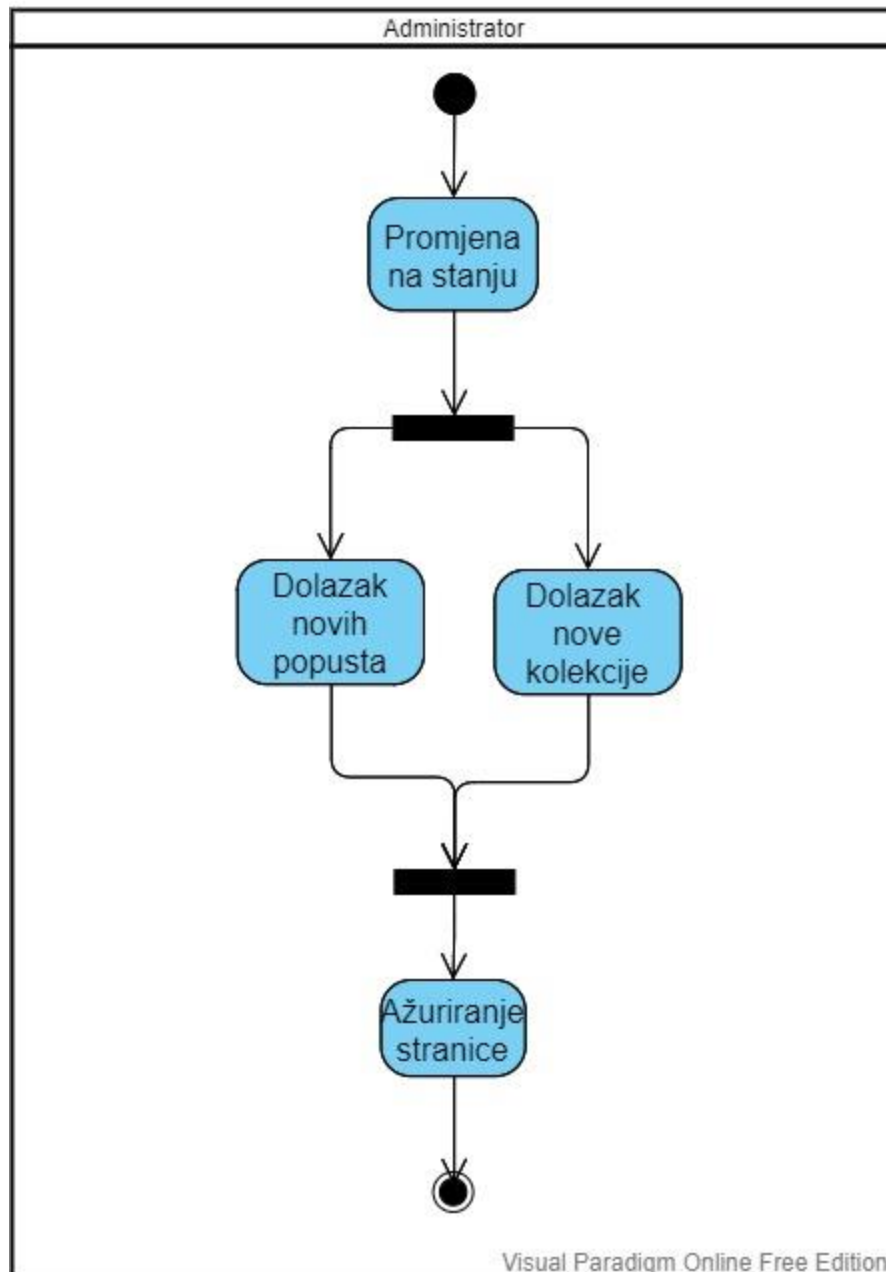 Administrator
Promjena
na stanju
Dolazak
novih
popusta
Dolazak
nove
kolekcije
Ažuriranje
stranice
Visual Paradigm Online Free Edition